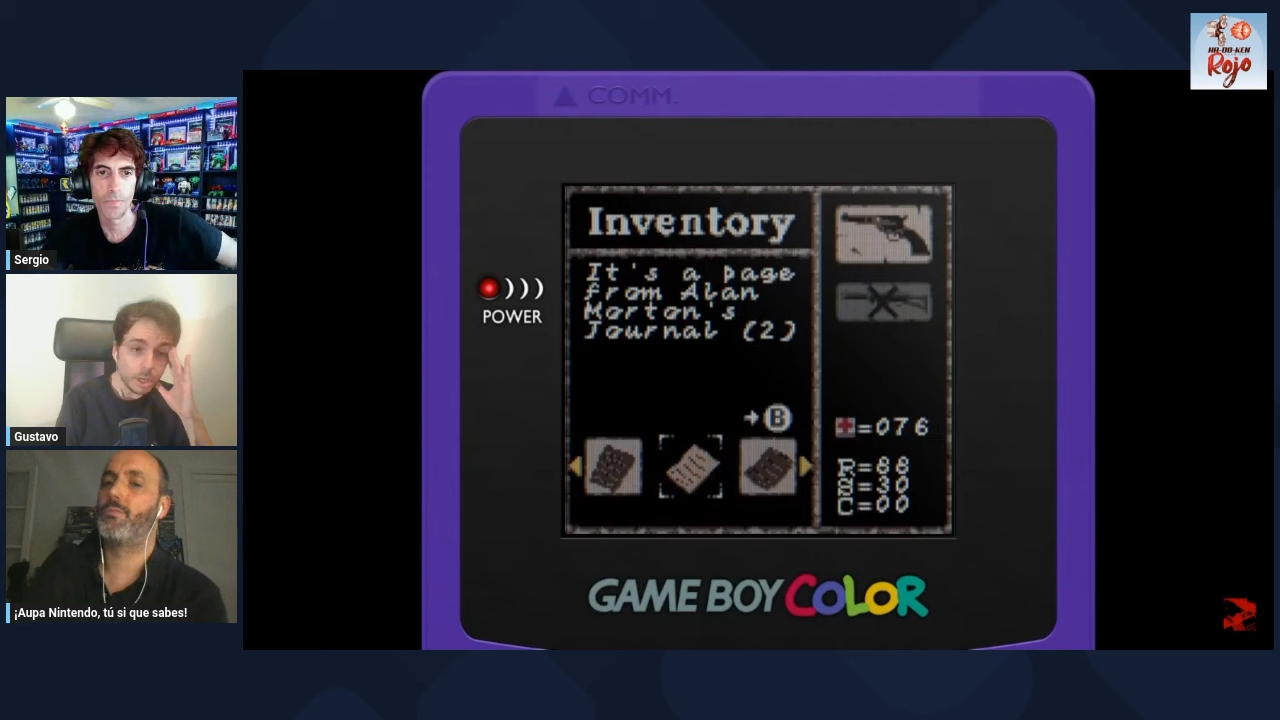 HA-DO-KEN
Rojo
COMM.
Sergio
Gustavo
¡Aupa Nintendo, tú si que sabes!
POWER
Inventory
It's a page
from Alan
Morton's
Journal (2)
B
=076
R=88
S=30
C=00
GAME BOY COLOR